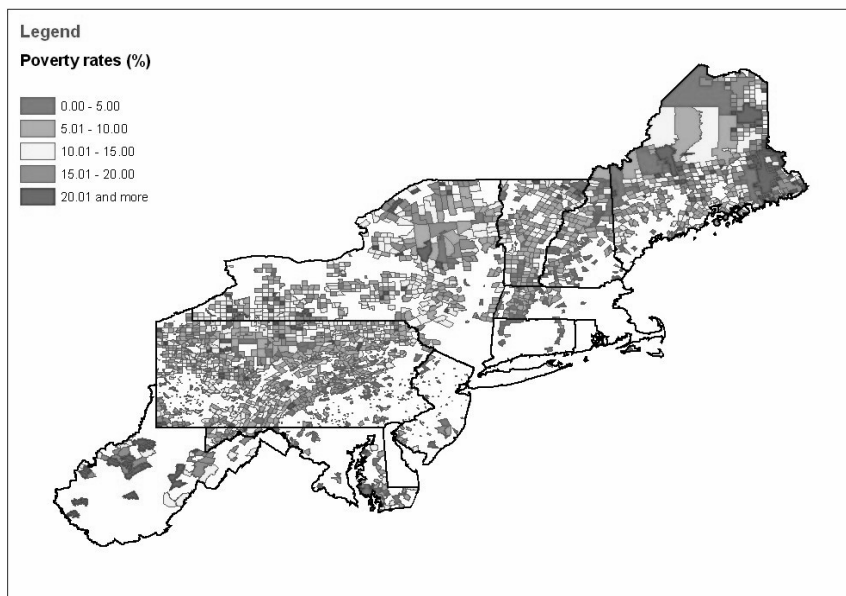 Legend
Poverty rates (%)
0.00 - 5.00
5.01 - 10.00
10.01 - 15.00
15.01 - 20.00
20.01 and more